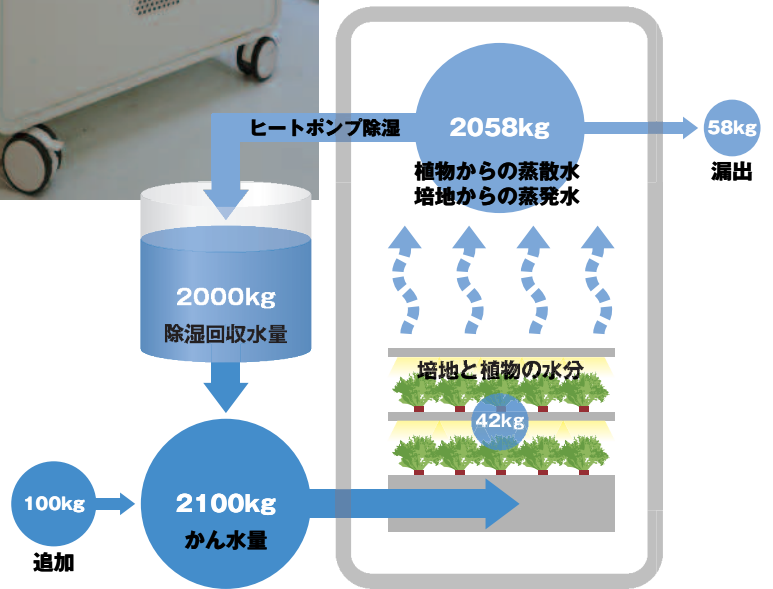 ヒートポンプ除湿
2058kg
58kg
植物からの蒸散水
培地からの蒸発水
漏出
2000kg
除湿回収水量
培地と植物の水分
42kg
100kg
2100kg
かん水量
追加